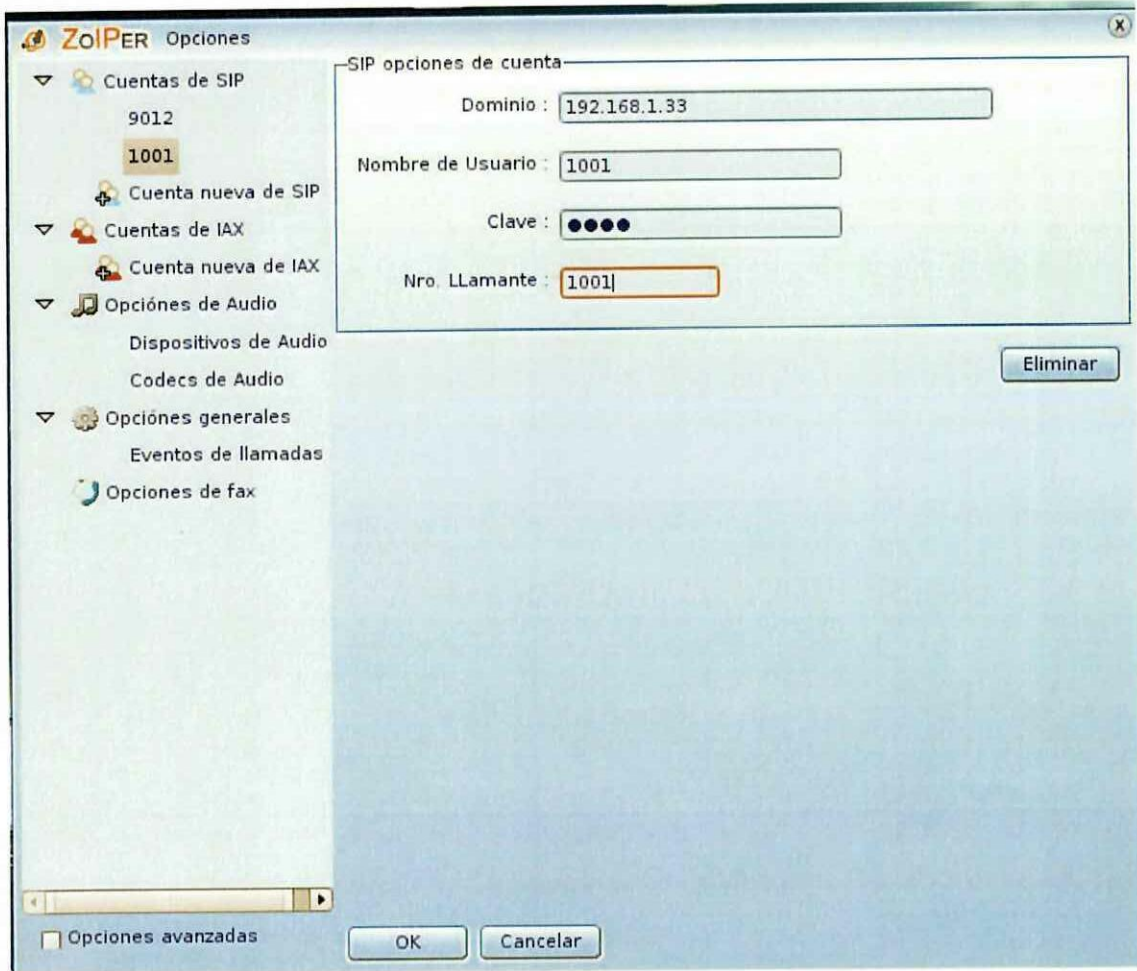 ZoIPER Opciones
Cuentas de SIP
9012
1001
Cuenta nueva de SIP
Cuentas de IAX
Cuenta nueva de IAX
Opciónes de Audio
Dispositivos de Audio
Codecs de Audio
Opciónes generales
Eventos de llamadas
Opciones de fax
Opciones avanzadas
SIP opciones de cuenta
Dominio : 192.168.1.33
Nombre de Usuario : 1001
Clave : ●●●●
Nro. LLamante : 1001
Eliminar
OK
Cancelar